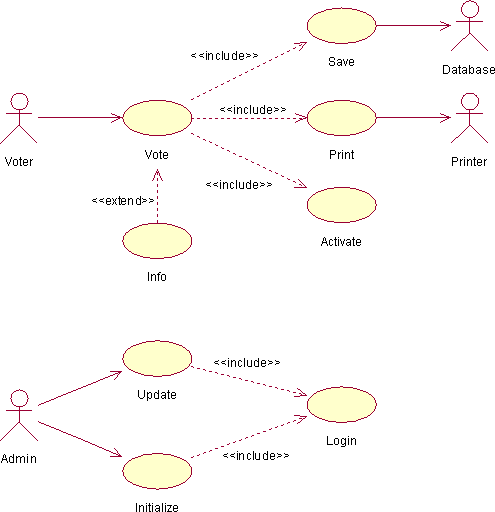 <<include>>
Save
Database
<<include>>
Voter
Vote
Print
Printer
<<include>>
<<extend>>
Activate
Info
<<include>>
Update
Login
Admin
<<include>>
Initialize